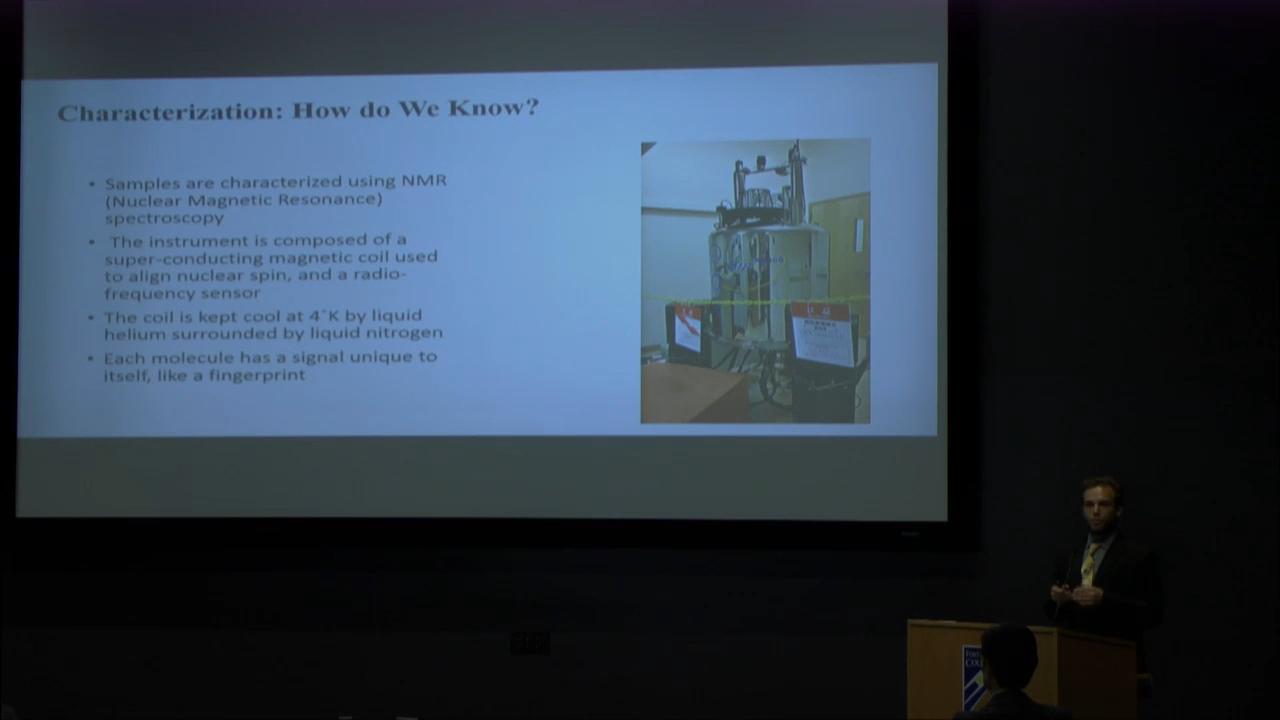 Characterization: How do We Know?
• Samples are characterized using NMR
(Nuclear Magnetic Resonance)
spectroscopy
• The instrument is composed of a
super-conducting magnetic coil used
to align nuclear spin, and a radio-
frequency sensor
• The coil is kept cool at 4°K by liquid
helium surrounded by liquid nitrogen
• Each molecule has a signal unique to
itself, like a fingerprint